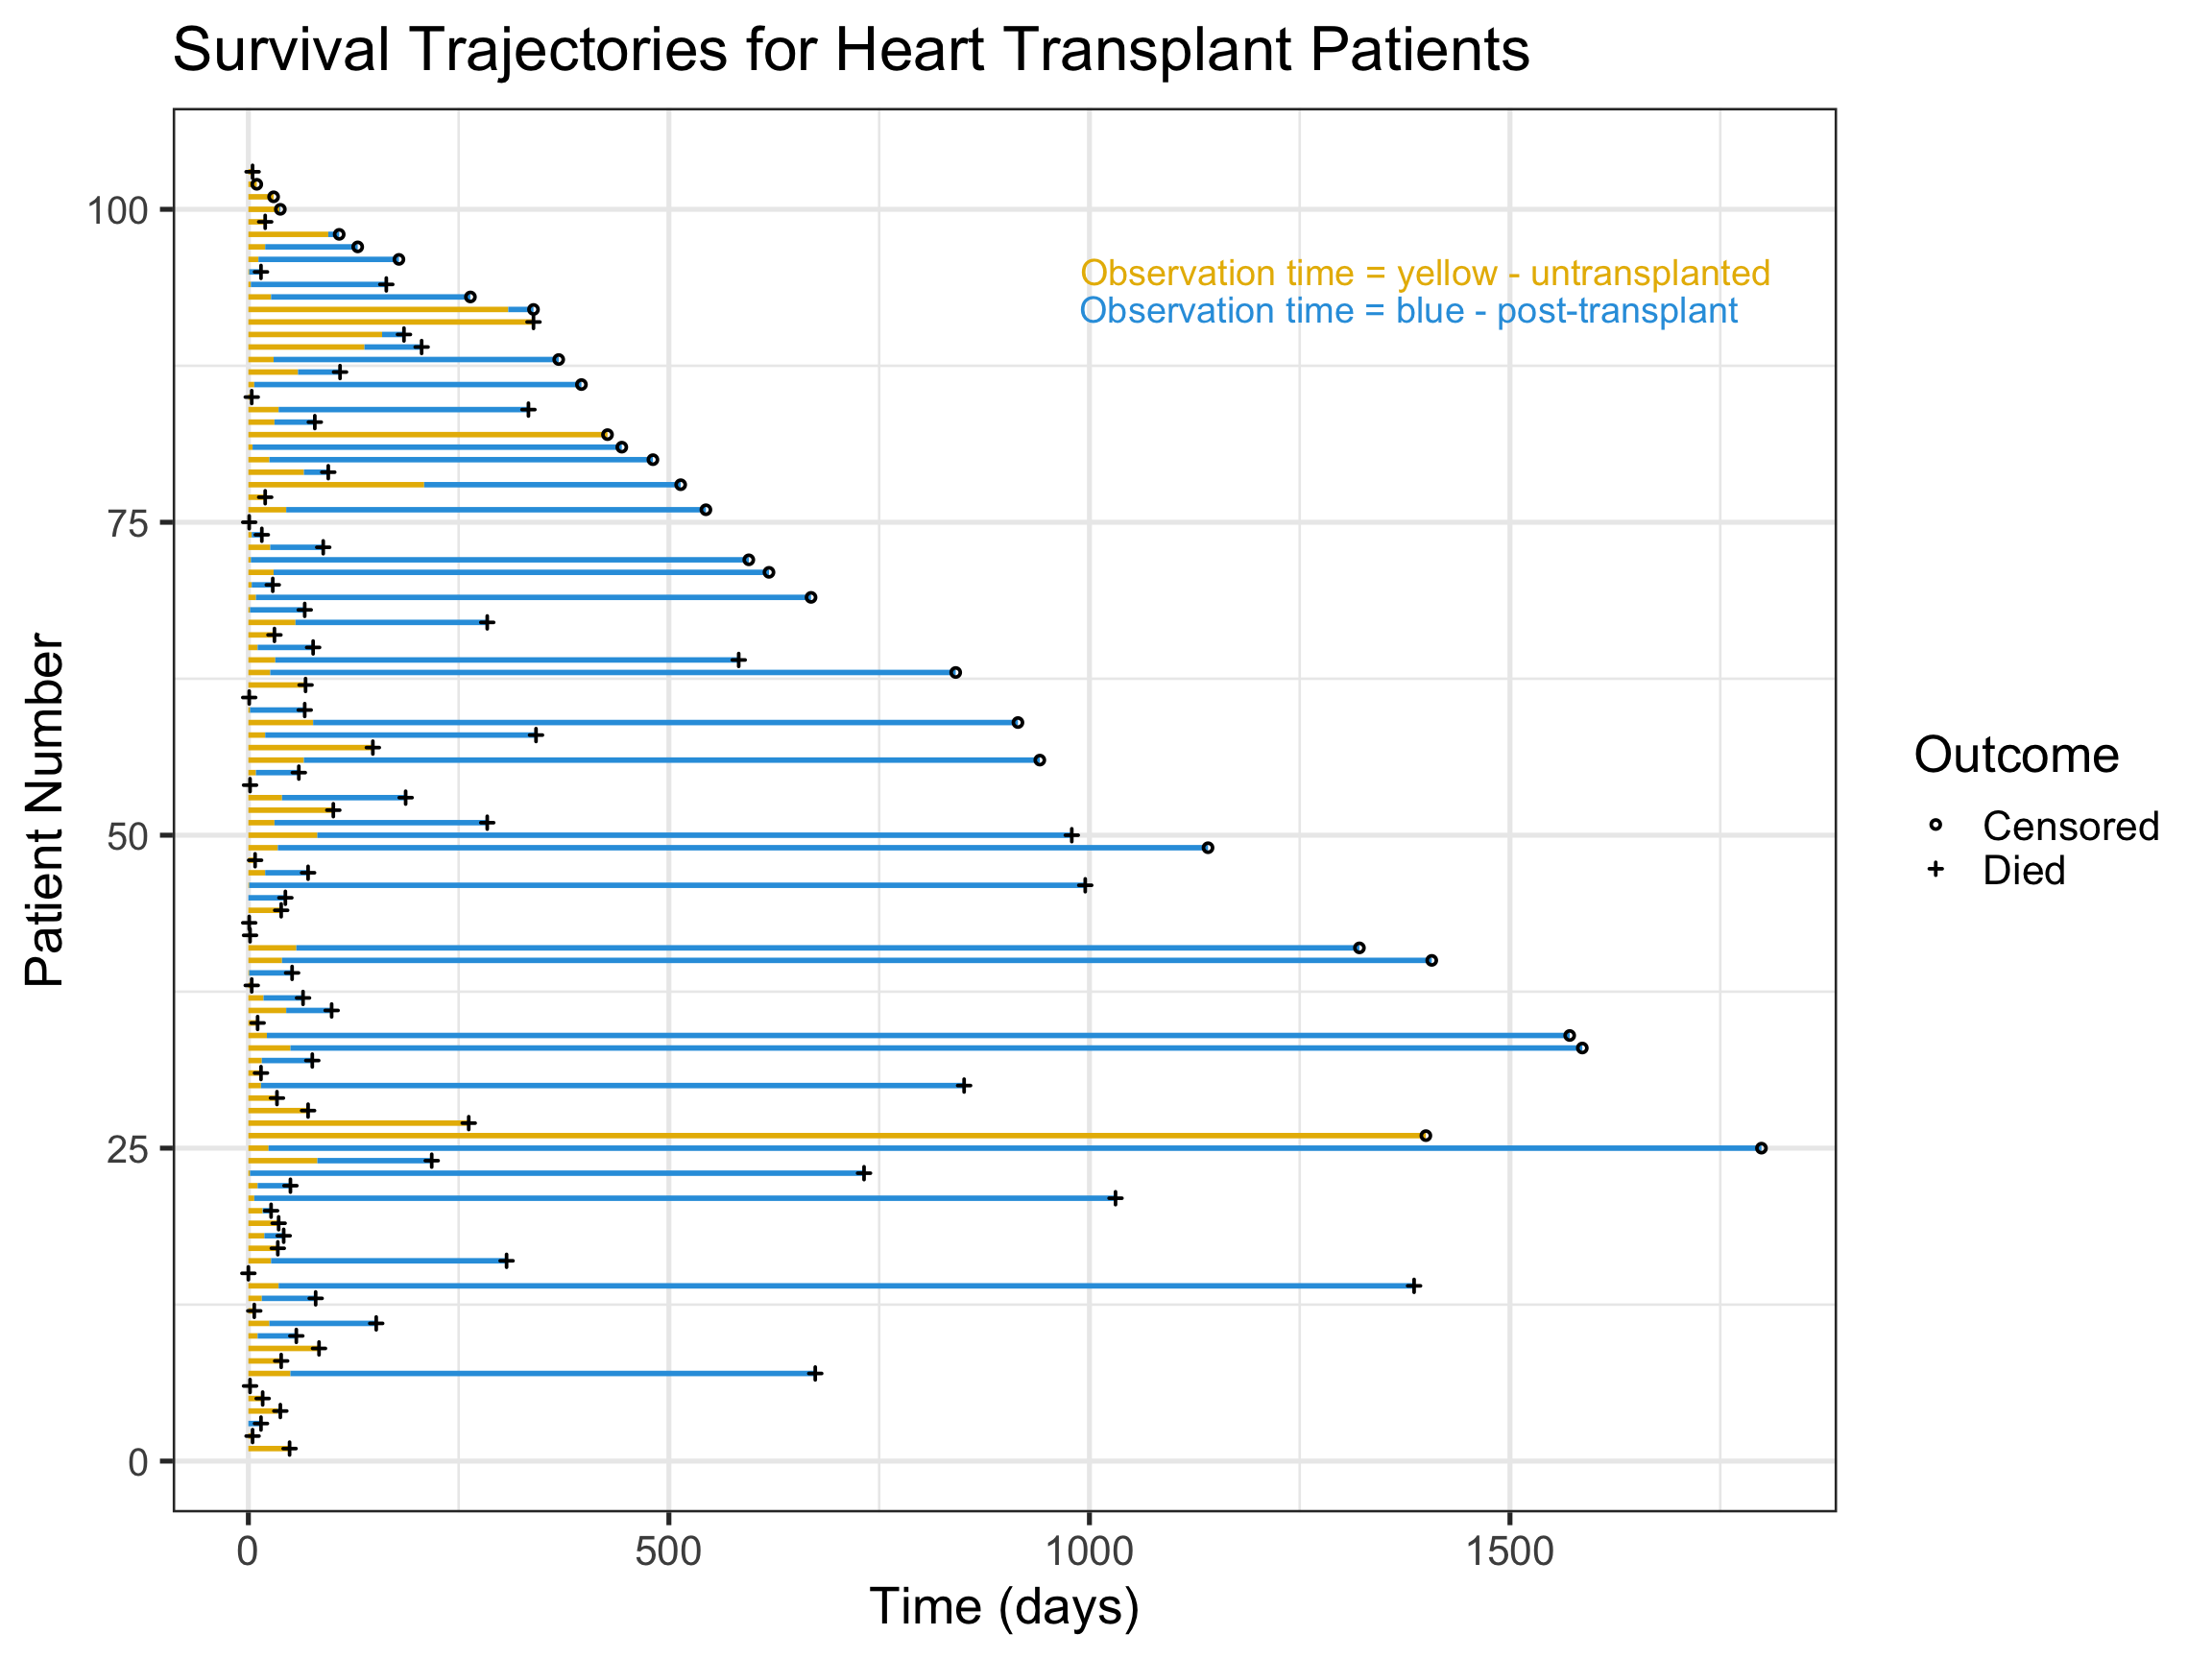 Survival Trajectories for Heart Transplant Patients
Patient Number
100
75
50
25
0
Observation time = yellow - untransplanted
Observation time = blue - post-transplant
0
500
1000
1500
Time (days)
Outcome
Censored
Died